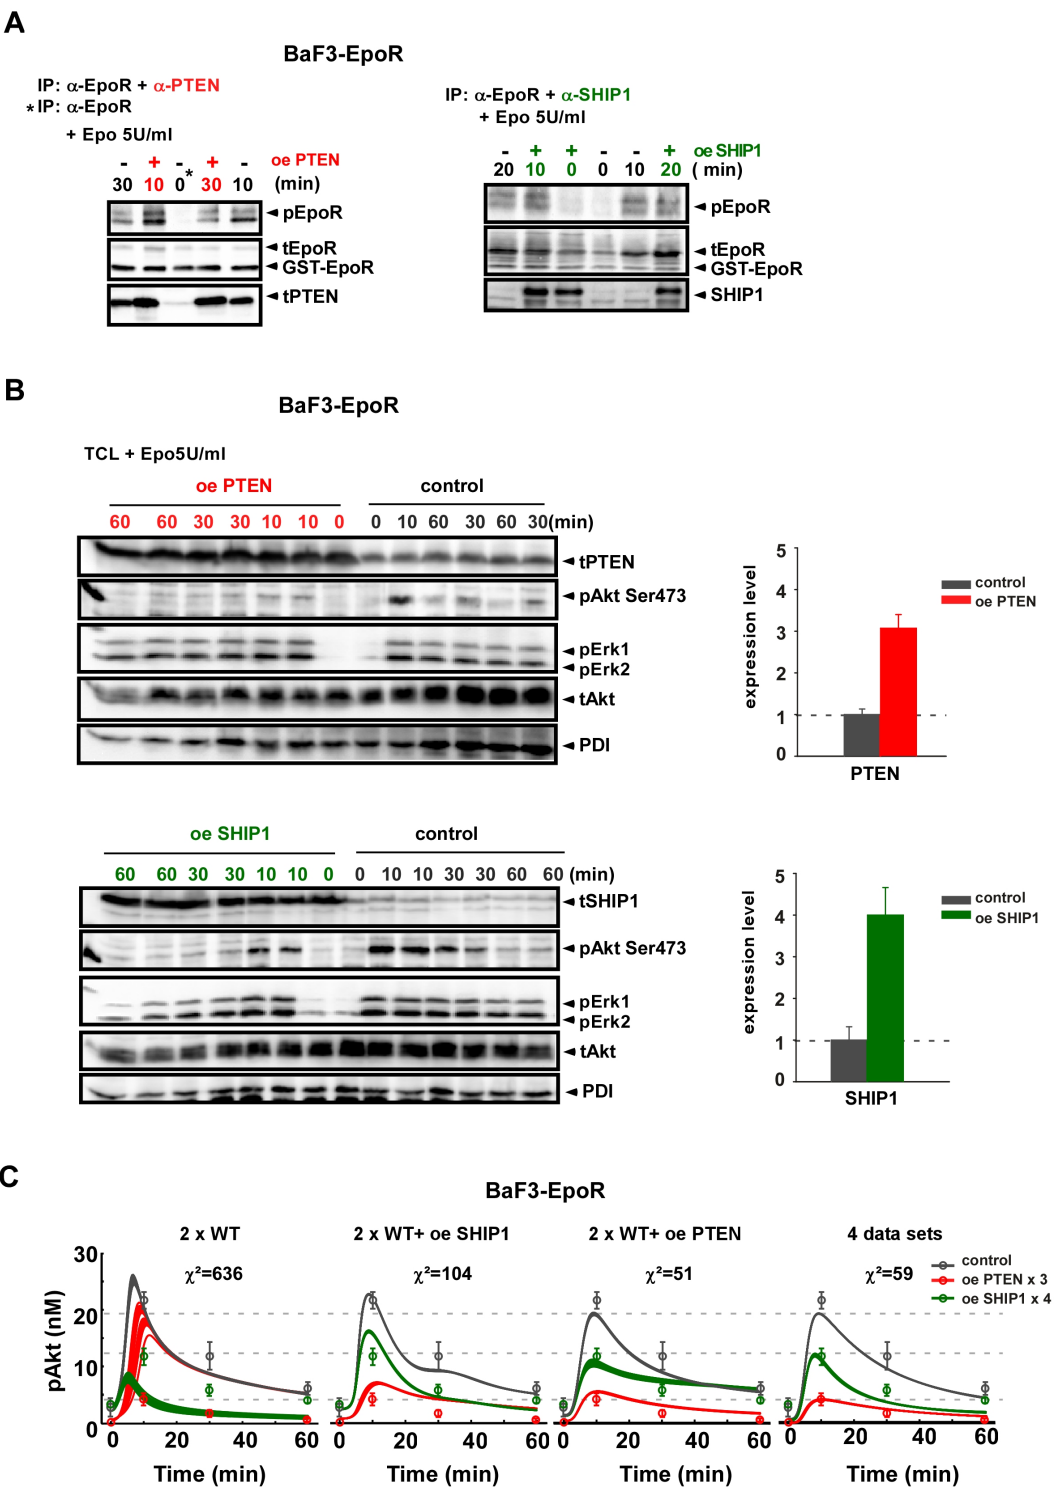 A
BaF3-EpoR
IP: α-EpoR + α-PTEN
* IP: α-EpoR
+ Epo 5U/ml
- + - * + - oe PTEN
30 10 0 30 10 (min)
pEpoR
tEpoR
GST-EpoR
tPTEN
IP: α-EpoR + α-SHIP1
+ Epo 5U/ml
- + + - - + oe SHIP1
20 10 0 0 10 20 ( min)
pEpoR
tEpoR
GST-EpoR
SHIP1
B
BaF3-EpoR
TCL + Epo5U/ml
oe PTEN control
60 60 30 30 10 10 0 0 10 60 30 60 30(min)
tPTEN
pAkt Ser473
pErk1
pErk2
tAkt
PDI
expression level
5
4
3
2
1
0
PTEN
control
oe PTEN
oe SHIP1 control
60 60 30 30 10 10 0 0 10 10 30 30 60 60 (min)
tSHIP1
pAkt Ser473
pErk1
pErk2
tAkt
PDI
expression level
5
4
3
2
1
0
SHIP1
control
oe SHIP1
C
BaF3-EpoR
2 x WT 2 x WT+ oe SHIP1 2 x WT+ oe PTEN 4 data sets
χ²=636 χ²=104 χ²=51 χ²=59
control
oe PTEN x 3
oe SHIP1 x 4
pAkt (nM)
30
20
10
0
0 20 40 60 0 20 40 60 0 20 40 60 0 20 40 60
Time (min) Time (min) Time (min) Time (min)